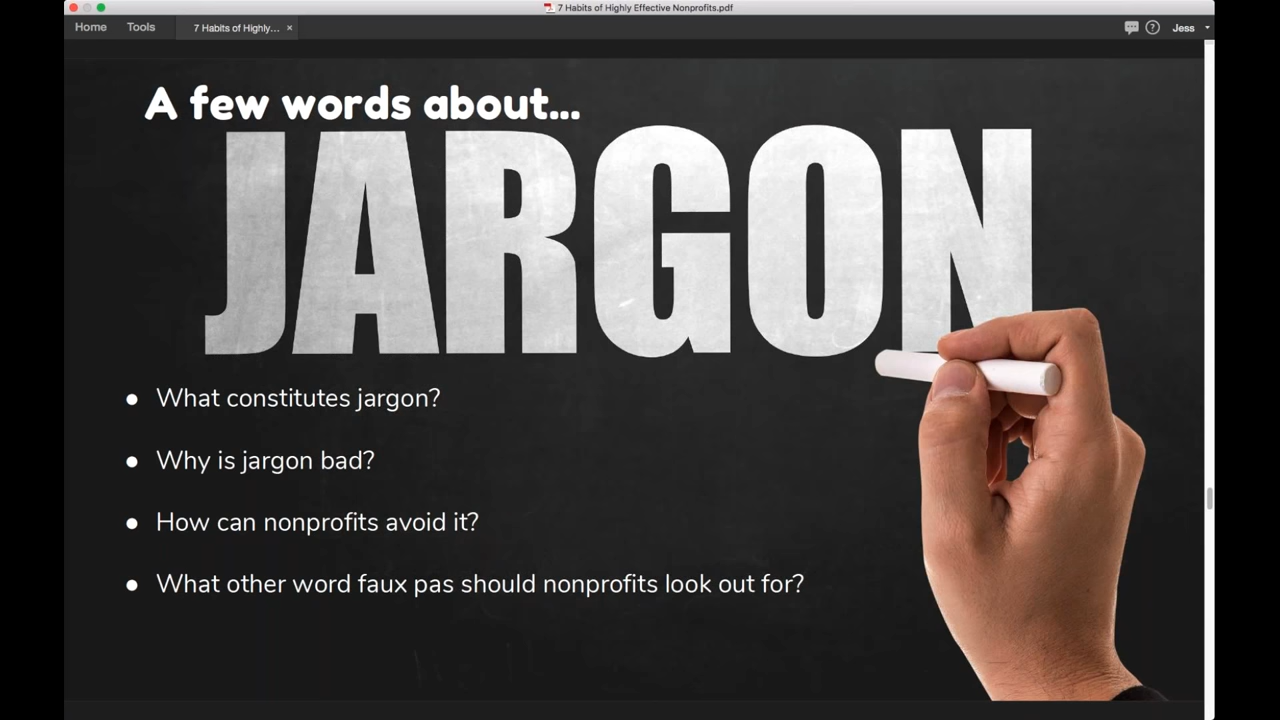 7 Habits of Highly Effective Nonprofits.pdf
Home Tools 7 Habits of Highly... × Jess
A few words about...
JARGON
● What constitutes jargon?
● Why is jargon bad?
● How can nonprofits avoid it?
● What other word faux pas should nonprofits look out for?